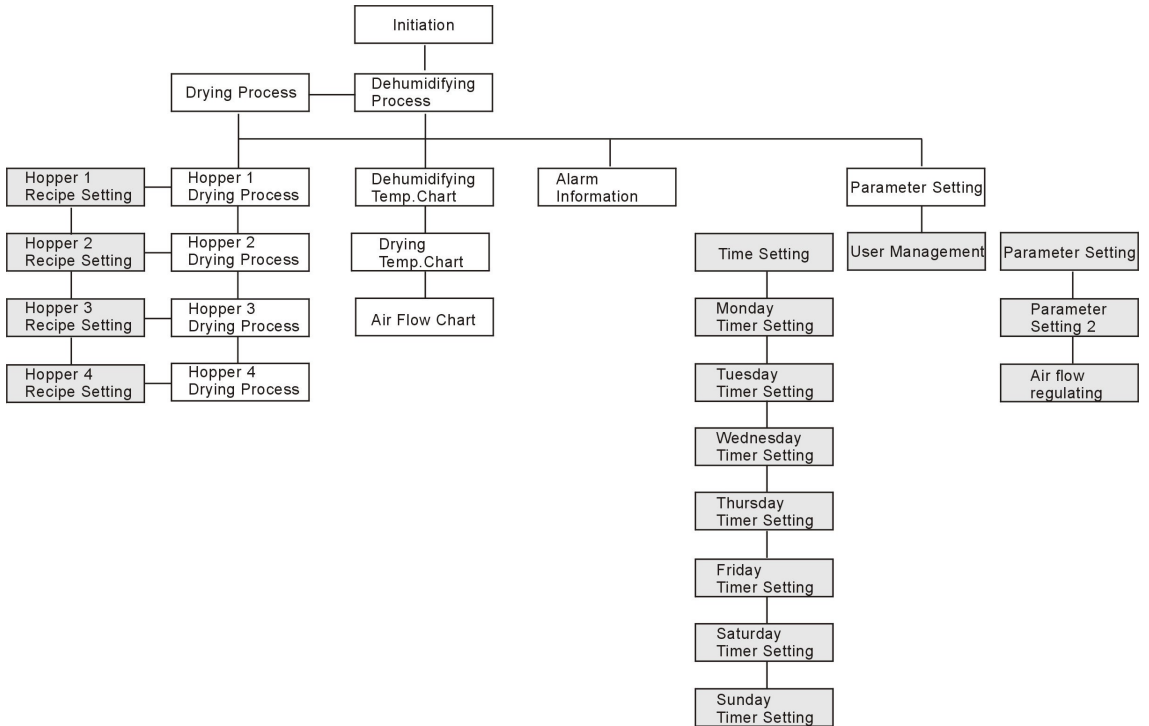 Initiation
Drying Process
Dehumidifying
Process
Hopper 1
Recipe Setting
Hopper 1
Drying Process
Dehumidifying
Temp.Chart
Alarm
Information
Parameter Setting
Hopper 2
Recipe Setting
Hopper 2
Drying Process
Drying
Temp.Chart
Time Setting
User Management
Parameter Setting
Hopper 3
Recipe Setting
Hopper 3
Drying Process
Air Flow Chart
Monday
Timer Setting
Parameter
Setting 2
Hopper 4
Recipe Setting
Hopper 4
Drying Process
Tuesday
Timer Setting
Air flow
regulating
Wednesday
Timer Setting
Thursday
Timer Setting
Friday
Timer Setting
Saturday
Timer Setting
Sunday
Timer Setting